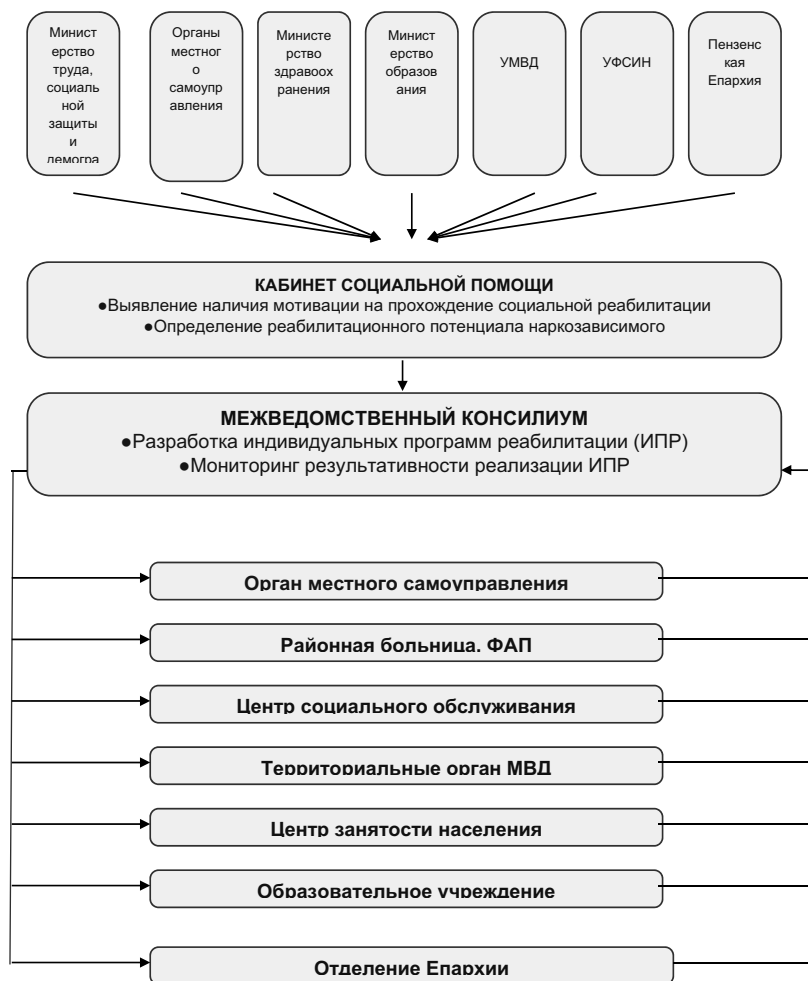 Минист
ерство
труда,
социаль
ной
защиты
и
демогра
Органы
местног
о
самоупр
авления
Министе
рство
здравоох
ранения
Минист
ерство
образов
ания
УМВД
УФСИН
Пензенс
кая
Епархия
КАБИНЕТ СОЦИАЛЬНОЙ ПОМОЩИ
●Выявление наличия мотивации на прохождение социальной реабилитации
●Определение реабилитационного потенциала наркозависимого
МЕЖВЕДОМСТВЕННЫЙ КОНСИЛИУМ
●Разработка индивидуальных программ реабилитации (ИПР)
●Мониторинг результативности реализации ИПР
Орган местного самоуправления
Районная больница. ФАП
Центр социального обслуживания
Территориальные орган МВД
Центр занятости населения
Образовательное учреждение
Отделение Епархии